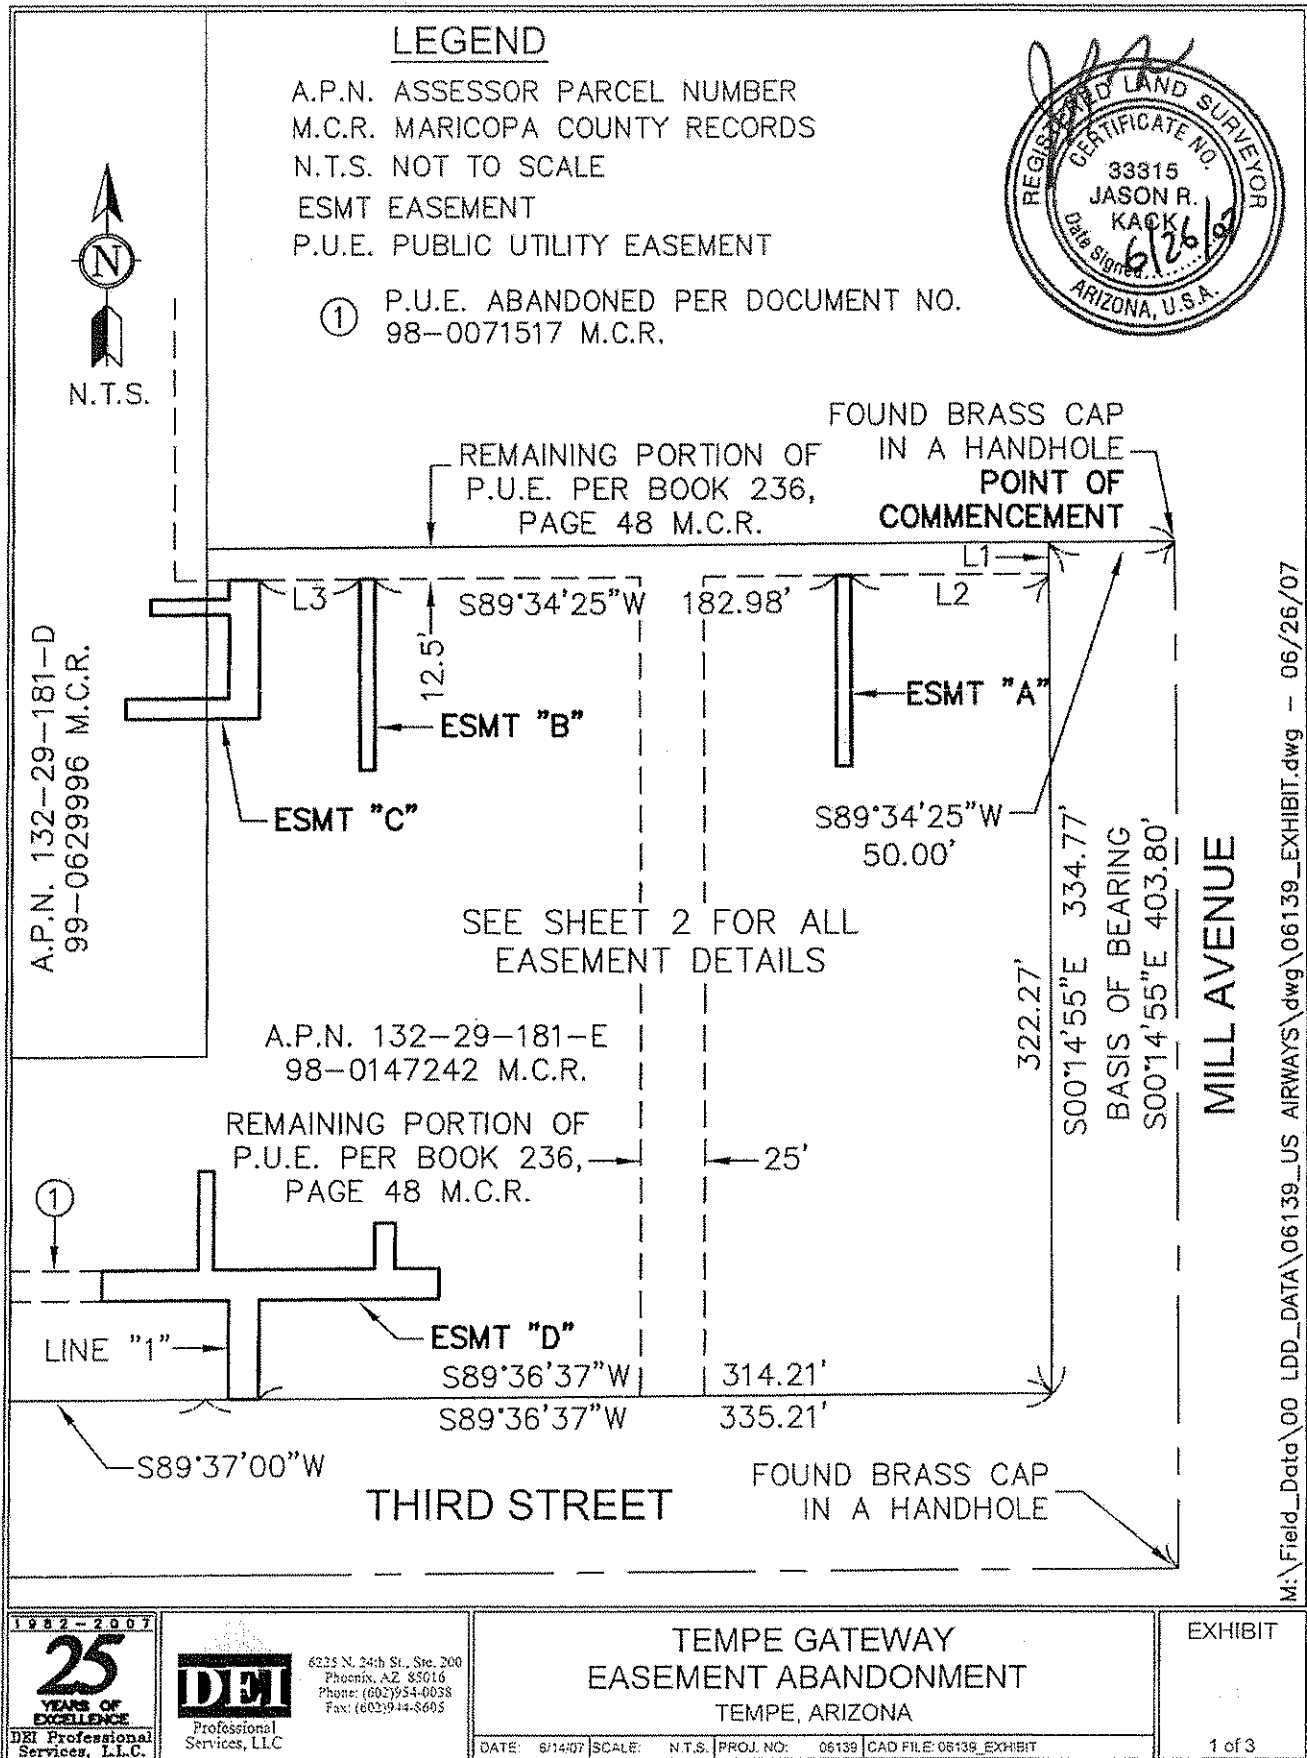 LEGEND
A.P.N. ASSESSOR PARCEL NUMBER
M.C.R. MARICOPA COUNTY RECORDS
N.T.S. NOT TO SCALE
ESMT EASEMENT
P.U.E. PUBLIC UTILITY EASEMENT
1 P.U.E. ABANDONED PER DOCUMENT NO.
98-0071517 M.C.R.
REGISTERED LAND SURVEYOR
CERTIFICATE NO.
33315
JASON R.
KACK
Date Signed
6/26/07
ARIZONA, U.S.A.
N
N.T.S.
FOUND BRASS CAP
IN A HANDHOLE
POINT OF
COMMENCEMENT
REMAINING PORTION OF
P.U.E. PER BOOK 236,
PAGE 48 M.C.R.
L1
L2
L3
S89°34'25"W 182.98'
12.5'
ESMT "A"
ESMT "B"
ESMT "C"
S89°34'25"W
50.00'
A.P.N. 132-29-181-D
99-0629996 M.C.R.
SEE SHEET 2 FOR ALL
EASEMENT DETAILS
322.27'
S00°14'55"E 334.77'
BASIS OF BEARING
S00°14'55"E 403.80'
MILL AVENUE
A.P.N. 132-29-181-E
98-0147242 M.C.R.
REMAINING PORTION OF
P.U.E. PER BOOK 236,
PAGE 48 M.C.R.
25'
1
LINE "1"
ESMT "D"
S89°36'37"W 314.21'
S89°36'37"W 335.21'
S89°37'00"W
THIRD STREET
FOUND BRASS CAP
IN A HANDHOLE
M:\Field_Data\00 LDD_DATA\06139_US AIRWAYS\dwg\06139_EXHIBIT.dwg - 06/26/07
1982-2007
25
YEARS OF
EXCELLENCE
DEI Professional
Services, L.L.C.
DEI
Professional
Services, LLC
6225 N. 24th St., Ste. 200
Phoenix, AZ 85016
Phone: (602)954-0038
Fax: (602)944-8605
TEMPE GATEWAY
EASEMENT ABANDONMENT
TEMPE, ARIZONA
DATE: 6/14/07 SCALE: N.T.S. PROJ. NO: 06139 CAD FILE: 06139_EXHIBIT
EXHIBIT
1 of 3